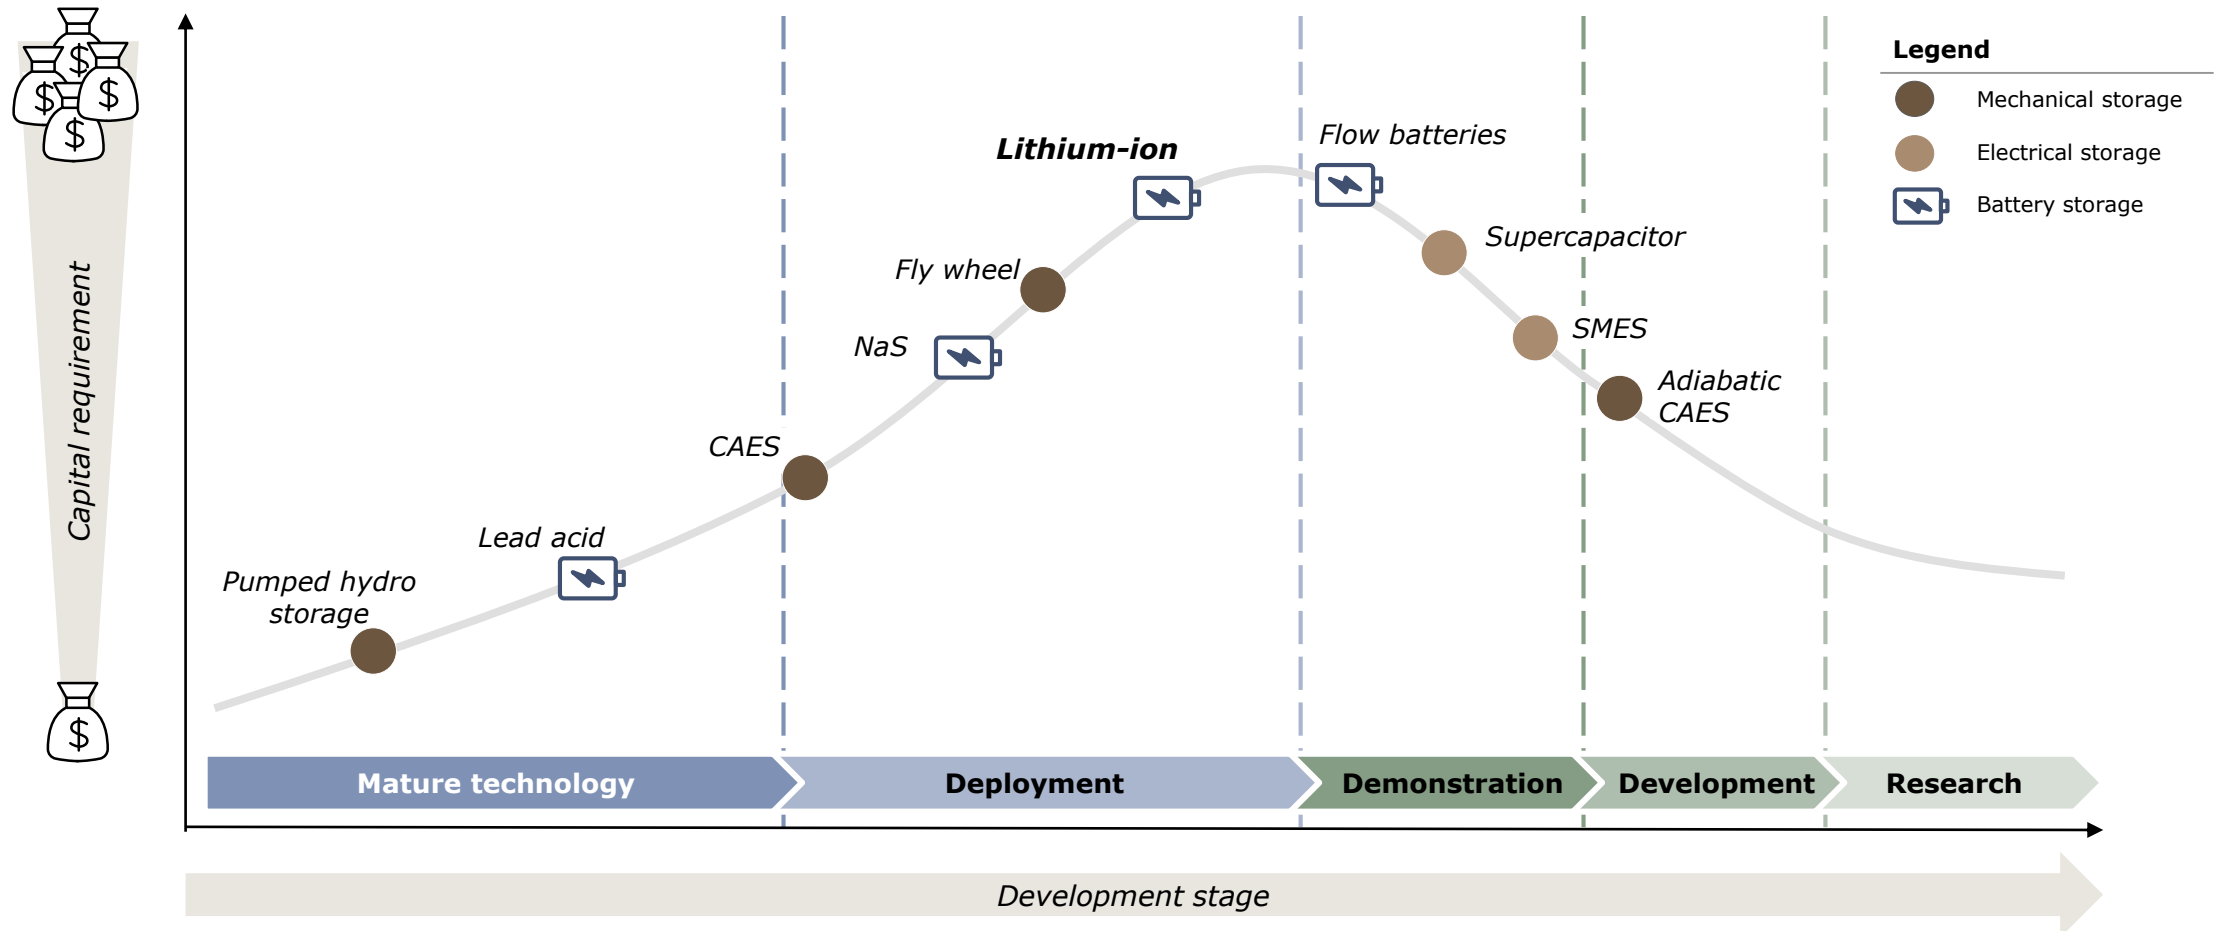 Legend
Mechanical storage
Electrical storage
Battery storage
Capital requirement
$
$
$
$
$
Pumped hydro
storage
Lead acid
CAES
NaS
Fly wheel
Lithium-ion
Flow batteries
Supercapacitor
SMES
Adiabatic
CAES
Mature technology
Deployment
Demonstration
Development
Research
Development stage